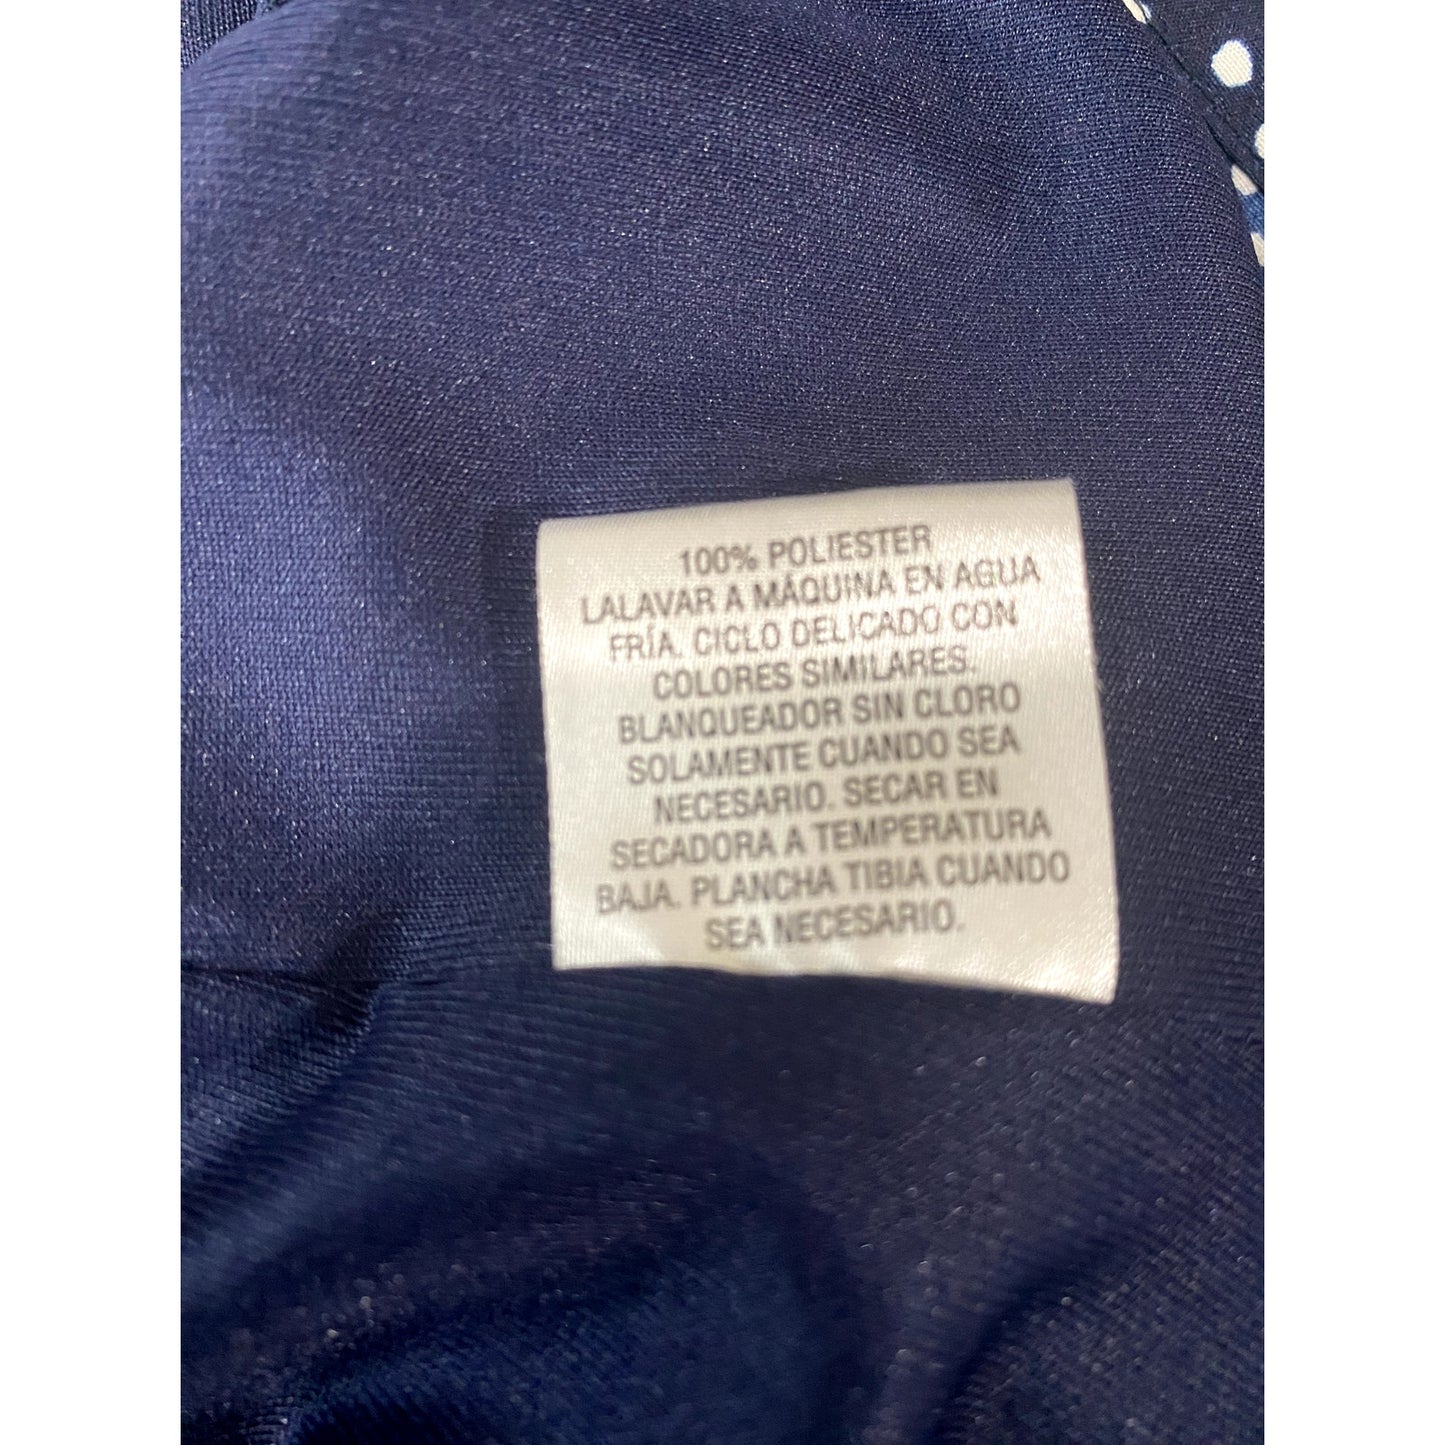 100% POLIESTER
LALAVAR A MÁQUINA EN AGUA
FRÍA. CICLO DELICADO CON
COLORES SIMILARES.
BLANQUEADOR SIN CLORO
SOLAMENTE CUANDO SEA
NECESARIO. SECAR EN
SECADORA A TEMPERATURA
BAJA. PLANCHA TIBIA CUANDO
SEA NECESARIO.